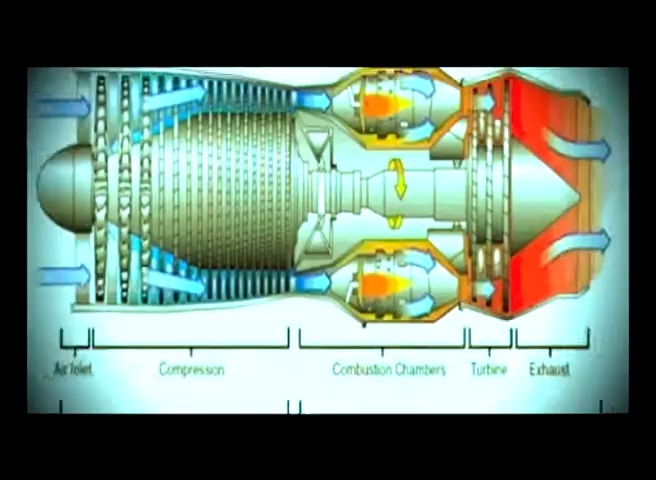 Air Inlet
Compression
Combustion Chambers
Turbine
Exhaust